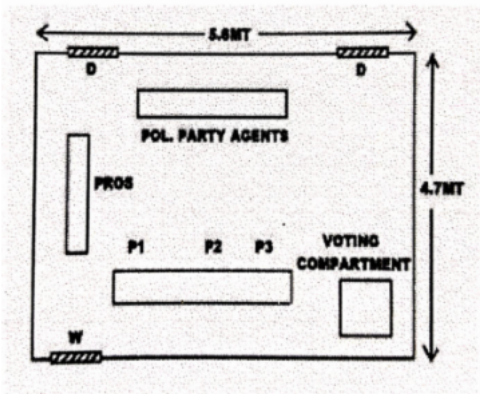 5.6MT
D D
POL. PARTY AGENTS
PROS
4.7MT
P1 P2 P3
VOTING
COMPARTMENT
W